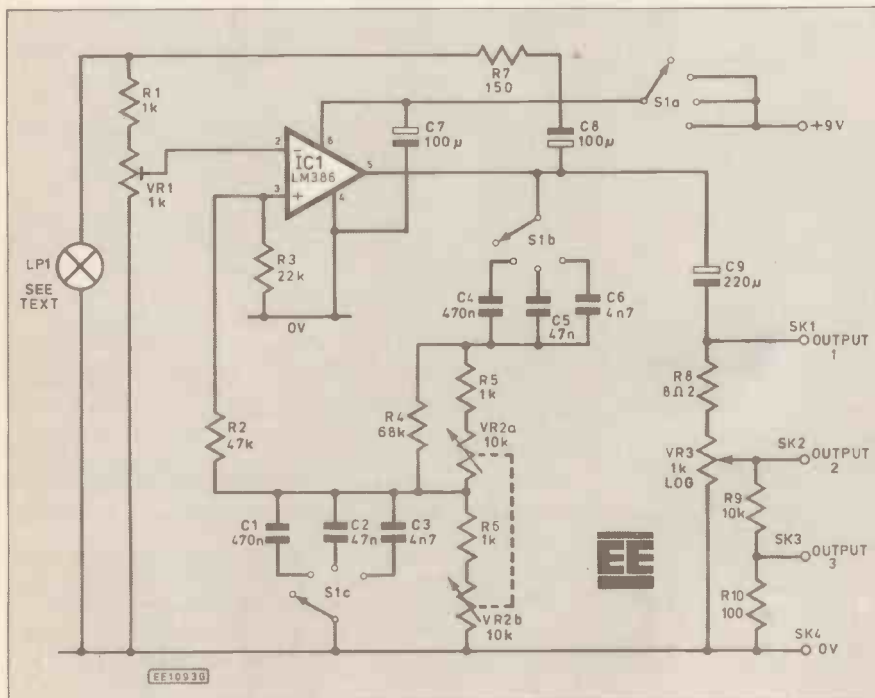 R1
1k
VR1
1k
LP1
SEE
TEXT
R7
150
C7
100µ
C8
100µ
S1a
+9V
2
−
6
IC1
LM386
5
3
+
4
R3
22k
0V
S1b
C4
470n
C5
47n
C6
4n7
C9
220µ
SK1
OUTPUT
1
R8
8Ω2
R5
1k
VR2a
10k
R4
68k
R2
47k
VR3
1k
LOG
SK2
OUTPUT
2
R9
10k
SK3
OUTPUT
3
C1
470n
C2
47n
C3
4n7
R6
1k
S1c
VR2b
10k
EE
R10
100
SK4
0V
EE1093G